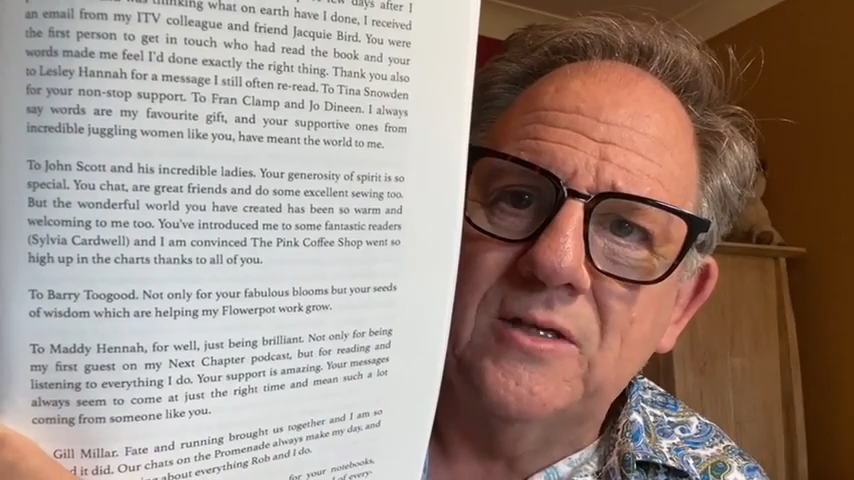 thinking what on earth have I done, I received
an email from my ITV colleague and friend Jacquie Bird. You were
the first person to get in touch who had read the book and your
words made me feel I'd done exactly the right thing. Thank you also
to Lesley Hannah for a message I still often re-read. To Tina Snowden
for your non-stop support. To Fran Clamp and Jo Dineen. I always
say words are my favourite gift, and your supportive ones from
incredible juggling women like you, have meant the world to me.
To John Scott and his incredible ladies. Your generosity of spirit is so
special. You chat, are great friends and do some excellent sewing too.
But the wonderful world you have created has been so warm and
welcoming to me too. You've introduced me to some fantastic readers
(Sylvia Cardwell) and I am convinced The Pink Coffee Shop went so
high up in the charts thanks to all of you.
To Barry Toogood. Not only for your fabulous blooms but your seeds
of wisdom which are helping my Flowerpot work grow.
To Maddy Hennah, for well, just being brilliant. Not only for being
my first guest on my Next Chapter podcast, but for reading and
listening to everything I do. Your support is amazing. Your messages
always seem to come at just the right time and mean such a lot
coming from someone like you.
Gill Millar. Fate and running brought us together and I am so
it did. Our chats on the Promenade always make my day, and
about everything Rob and I do.
for your notebooks,
of every-